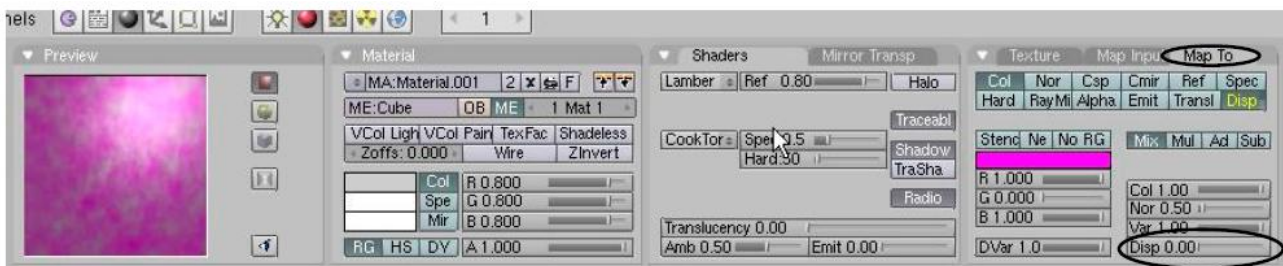 nels 1
Preview
Material
MA:Material.001 2 X F
ME:Cube OB ME 1 Mat 1
VCol Ligh VCol Pain TexFac Shadeless
Zoffs: 0.000 Wire ZInvert
Col R 0.800
Spe G 0.800
Mir B 0.800
RG HS DY A 1.000
Shaders Mirror Transp
Lamber Ref 0.80 Halo
Traceabl
CookTor Spec 0.5 Shadow
Hard:50 TraSha
Radio
Translucency 0.00
Amb 0.50 Emit 0.00
Texture Map Inpu Map To
Col Nor Csp Cmir Ref Spec
Hard RayMi Alpha Emit Transl Disp
Stenc Ne No RG Mix Mul Ad Sub
R 1.000
G 0.000 Col 1.00
B 1.000 Nor 0.50
Var 1.00
DVar 1.0 Disp 0.00